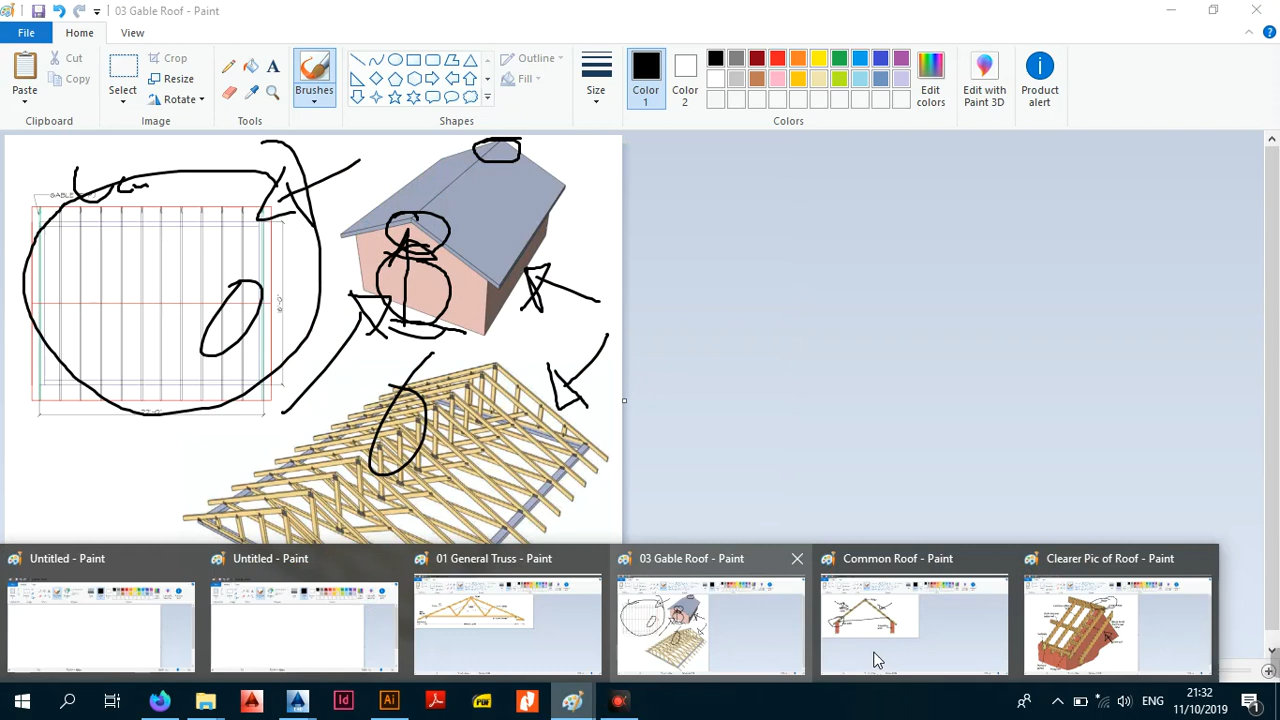 03 Gable Roof - Paint
File Home View
Paste
Cut
Copy
Clipboard
Select
Crop
Resize
Rotate
Image
Tools
Brushes
Outline
Fill
Shapes
Size
Color 1
Color 2
Colors
Edit colors
Edit with Paint 3D
Product alert
GABLE
16'-0"
Untitled - Paint
Untitled - Paint
01 General Truss - Paint
03 Gable Roof - Paint
Common Roof - Paint
Clearer Pic of Roof - Paint
ENG
21:32
11/10/2019